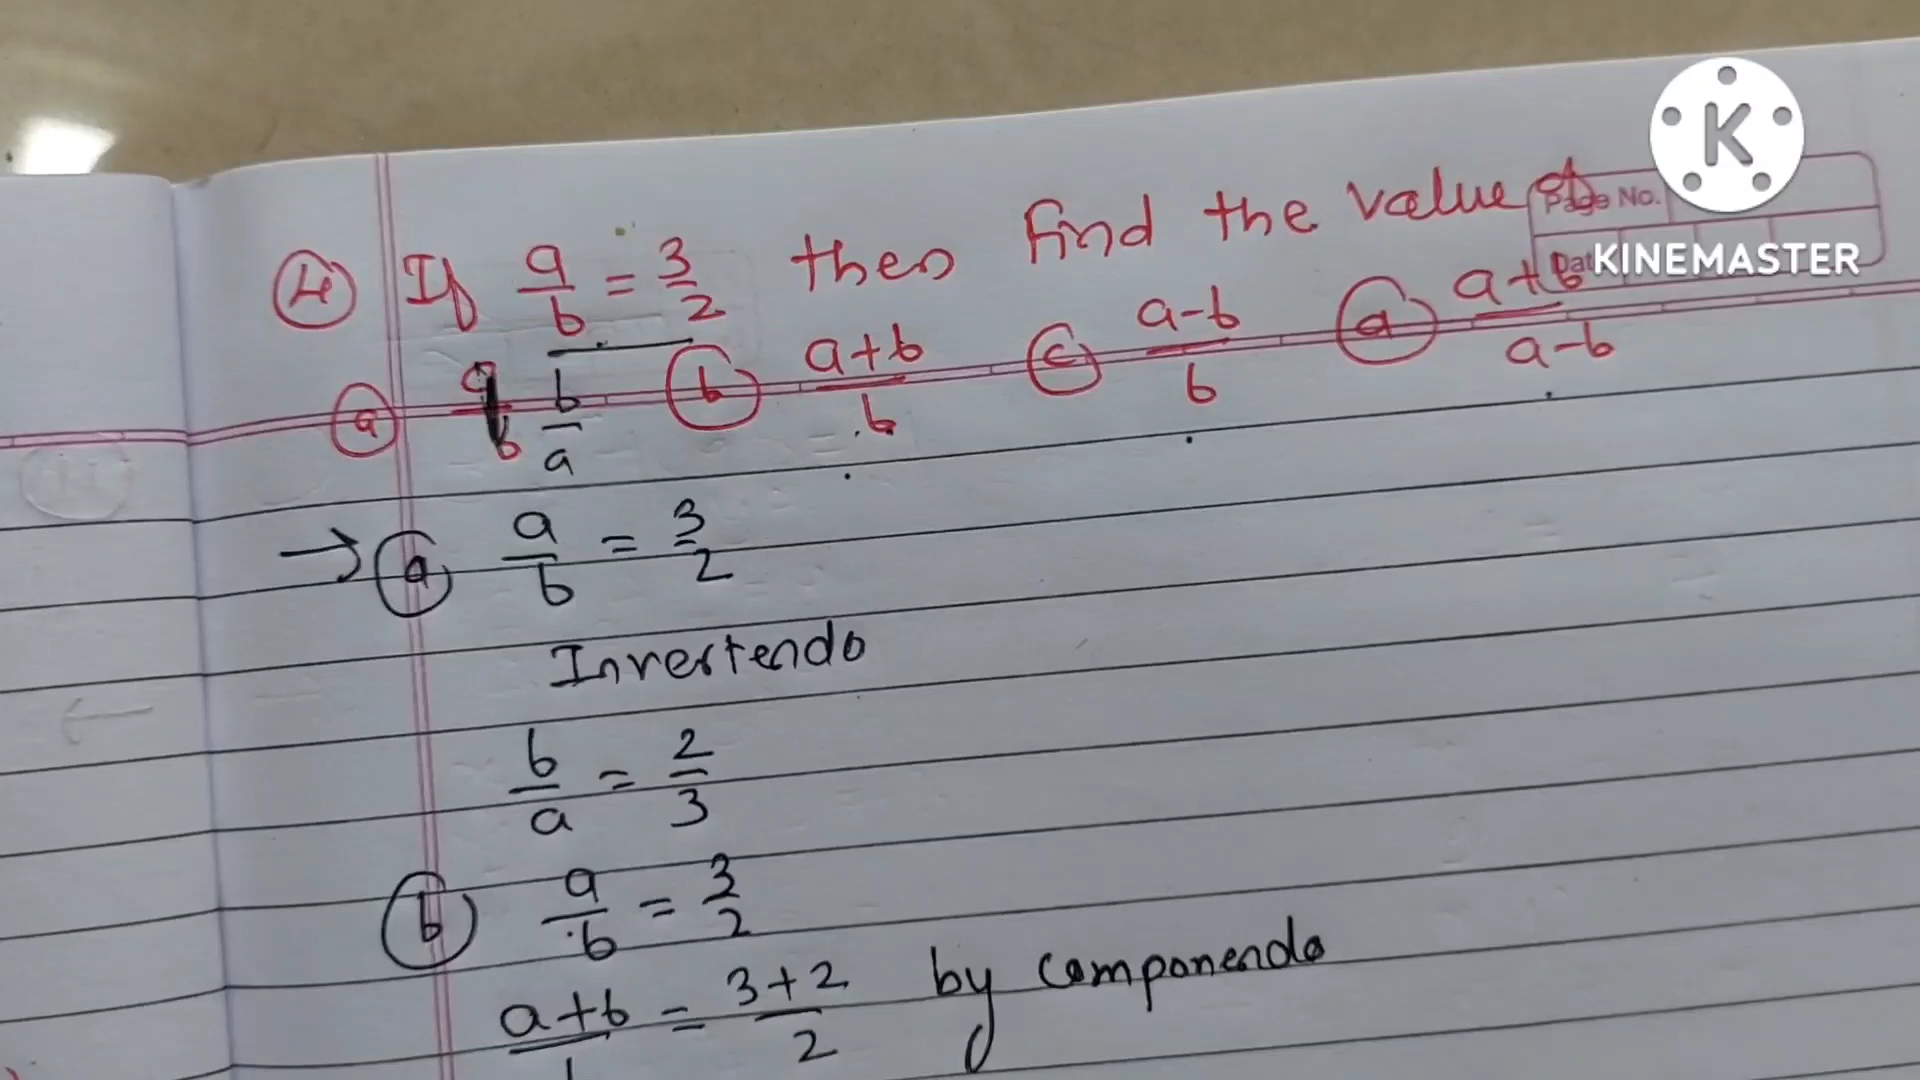 ④ If a/b = 3/2 then find the value of
ⓐ b/a ⓑ a+b/b ⓒ a-b/b ⓓ a+b/a-b
→ ⓐ a/b = 3/2
Invertendo
b/a = 2/3
ⓑ a/b = 3/2
a+b/b = 3+2/2 by componendo
Page No.
K
KINEMASTER